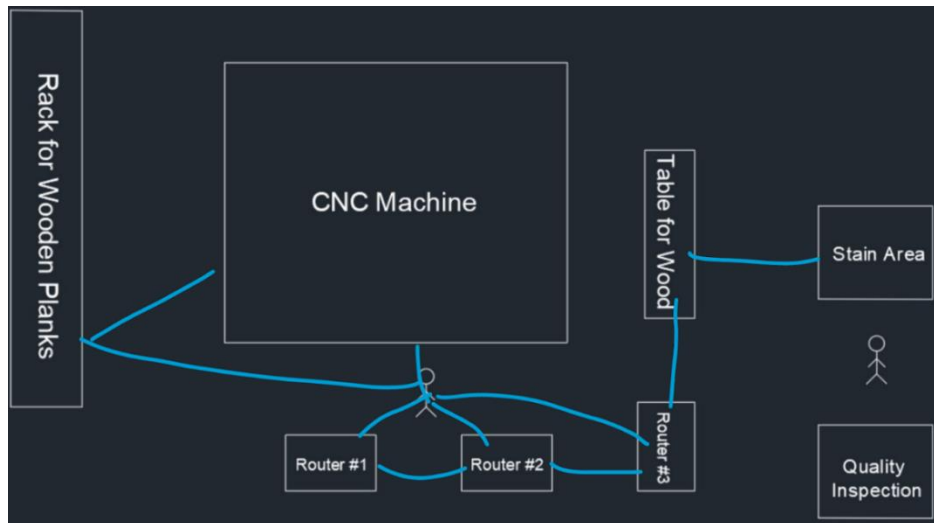 Rack for Wooden Planks
CNC Machine
Table for Wood
Stain Area
Router #1
Router #2
Router #3
Quality
Inspection